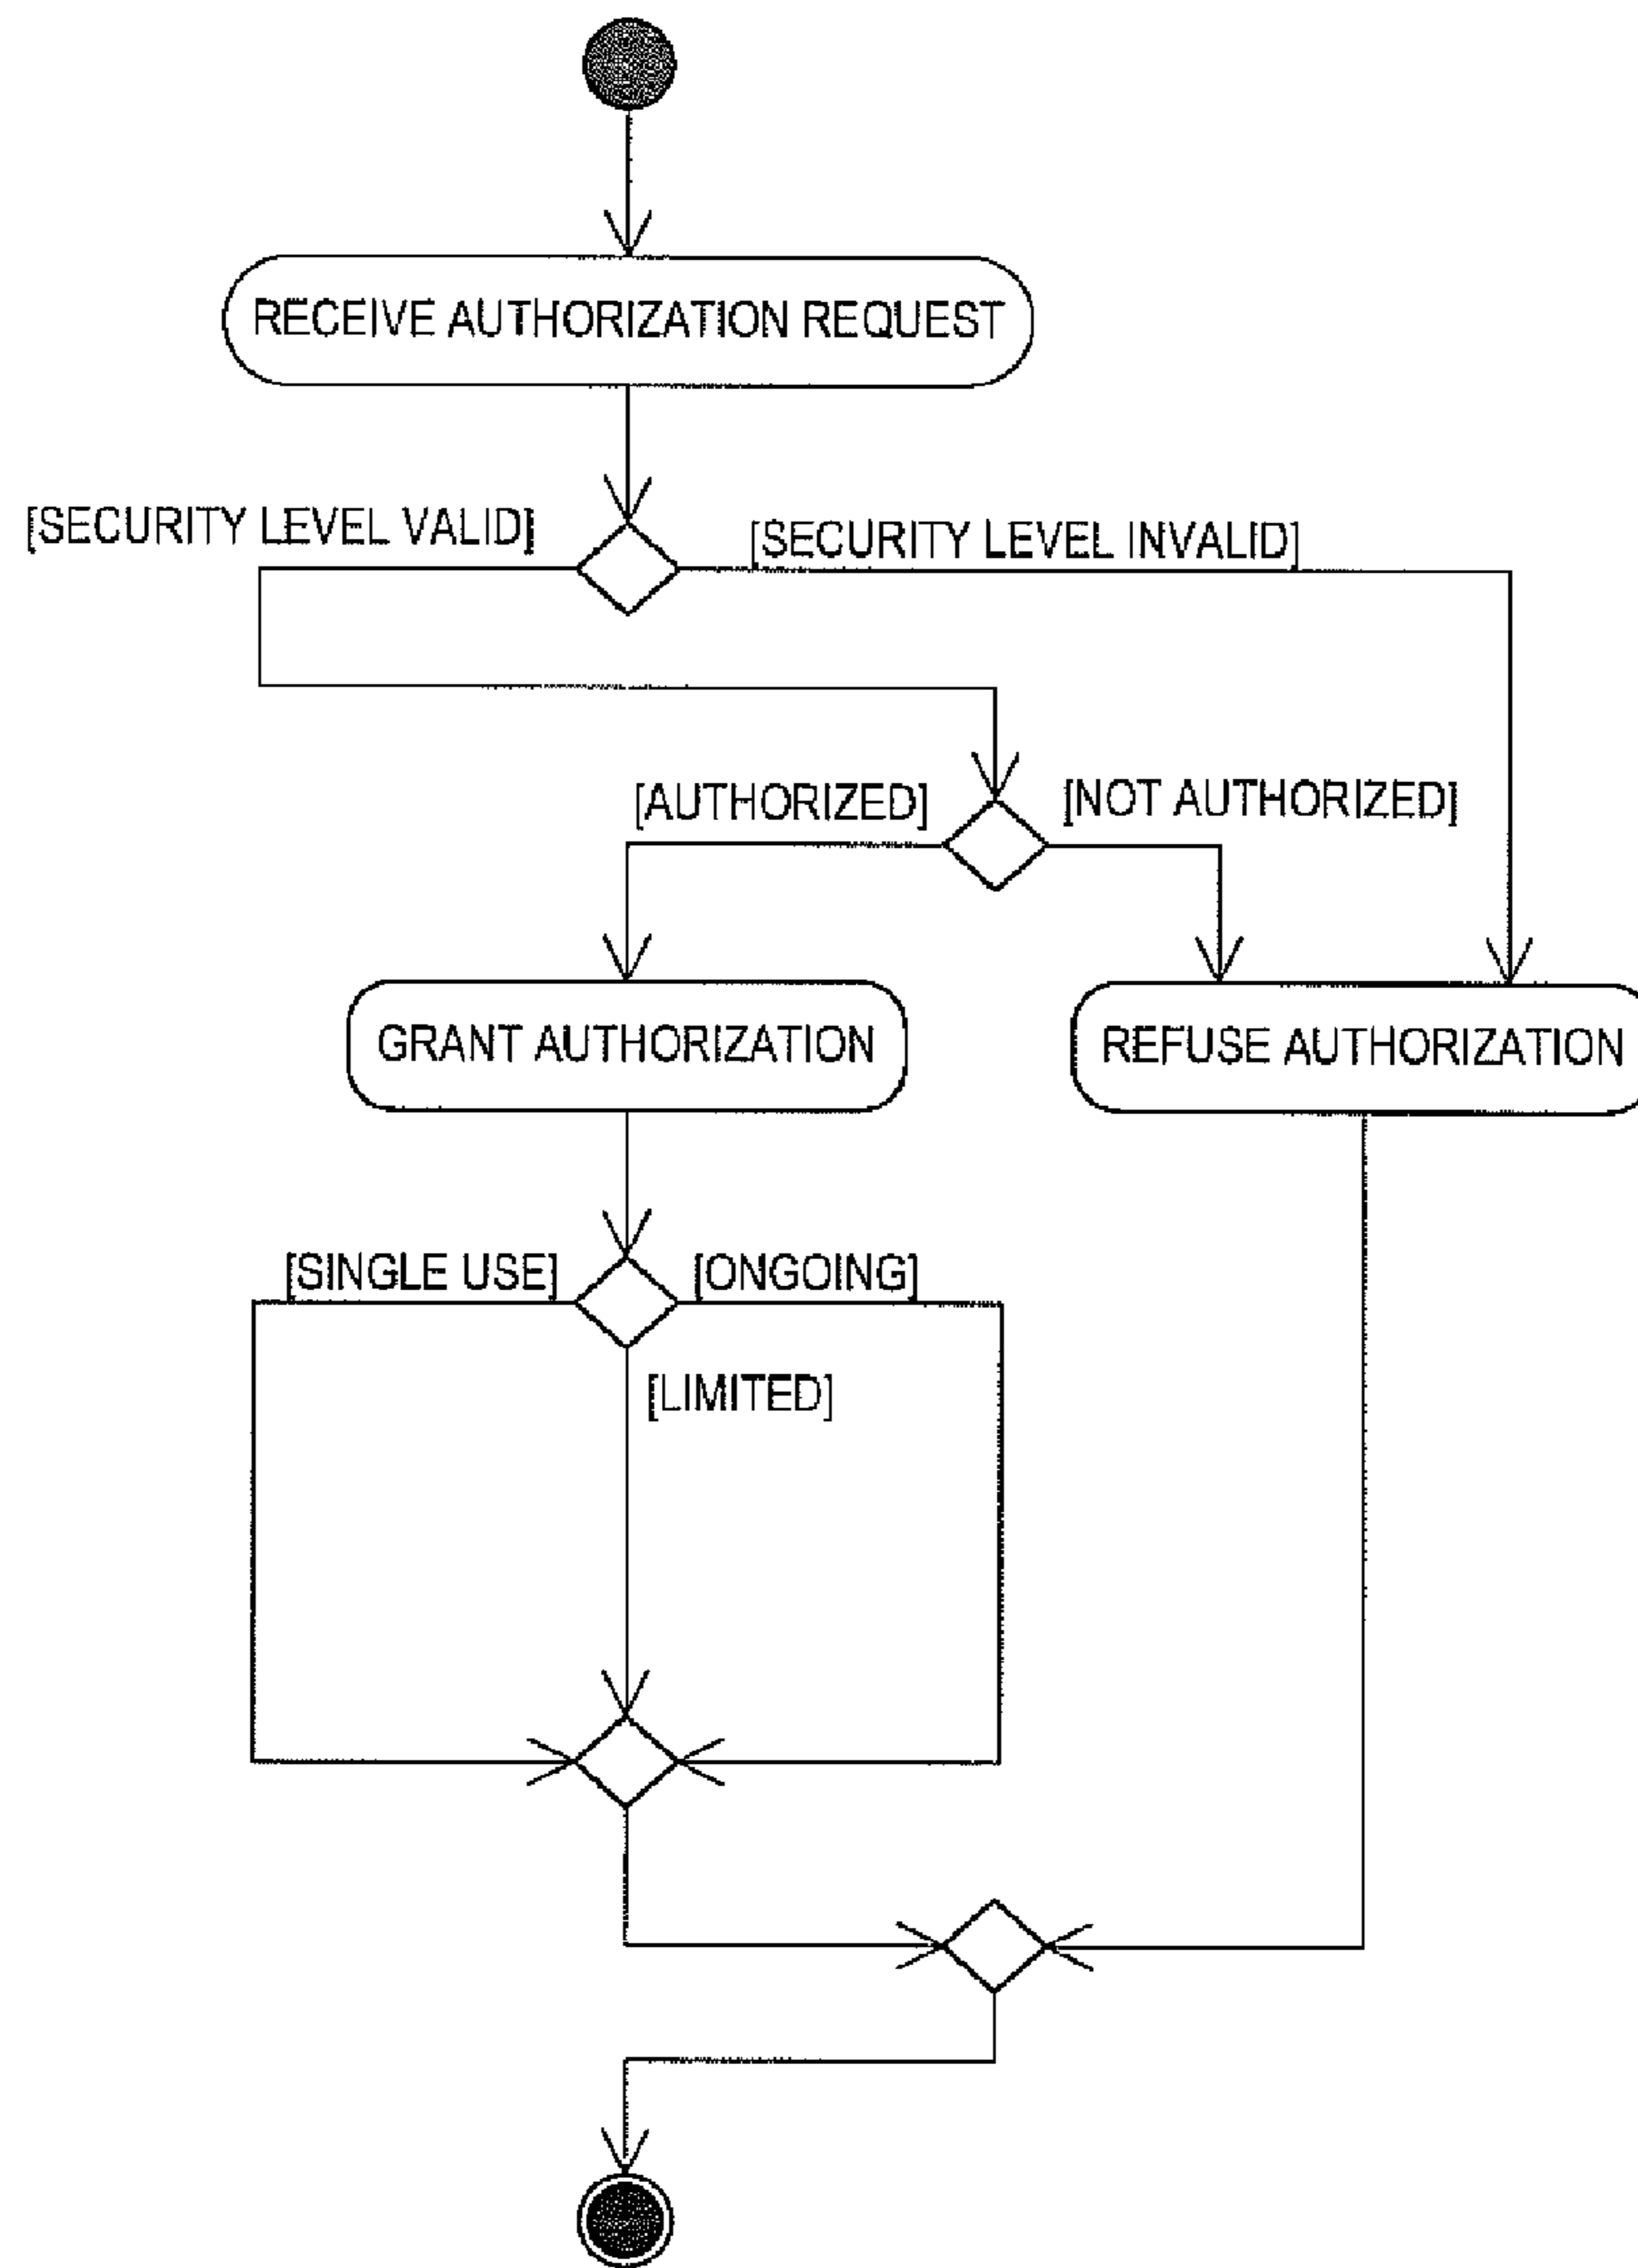 RECEIVE AUTHORIZATION REQUEST
[SECURITY LEVEL VALID]
[SECURITY LEVEL INVALID]
[AUTHORIZED]
[NOT AUTHORIZED]
GRANT AUTHORIZATION
REFUSE AUTHORIZATION
[SINGLE USE]
[ONGOING]
[LIMITED]